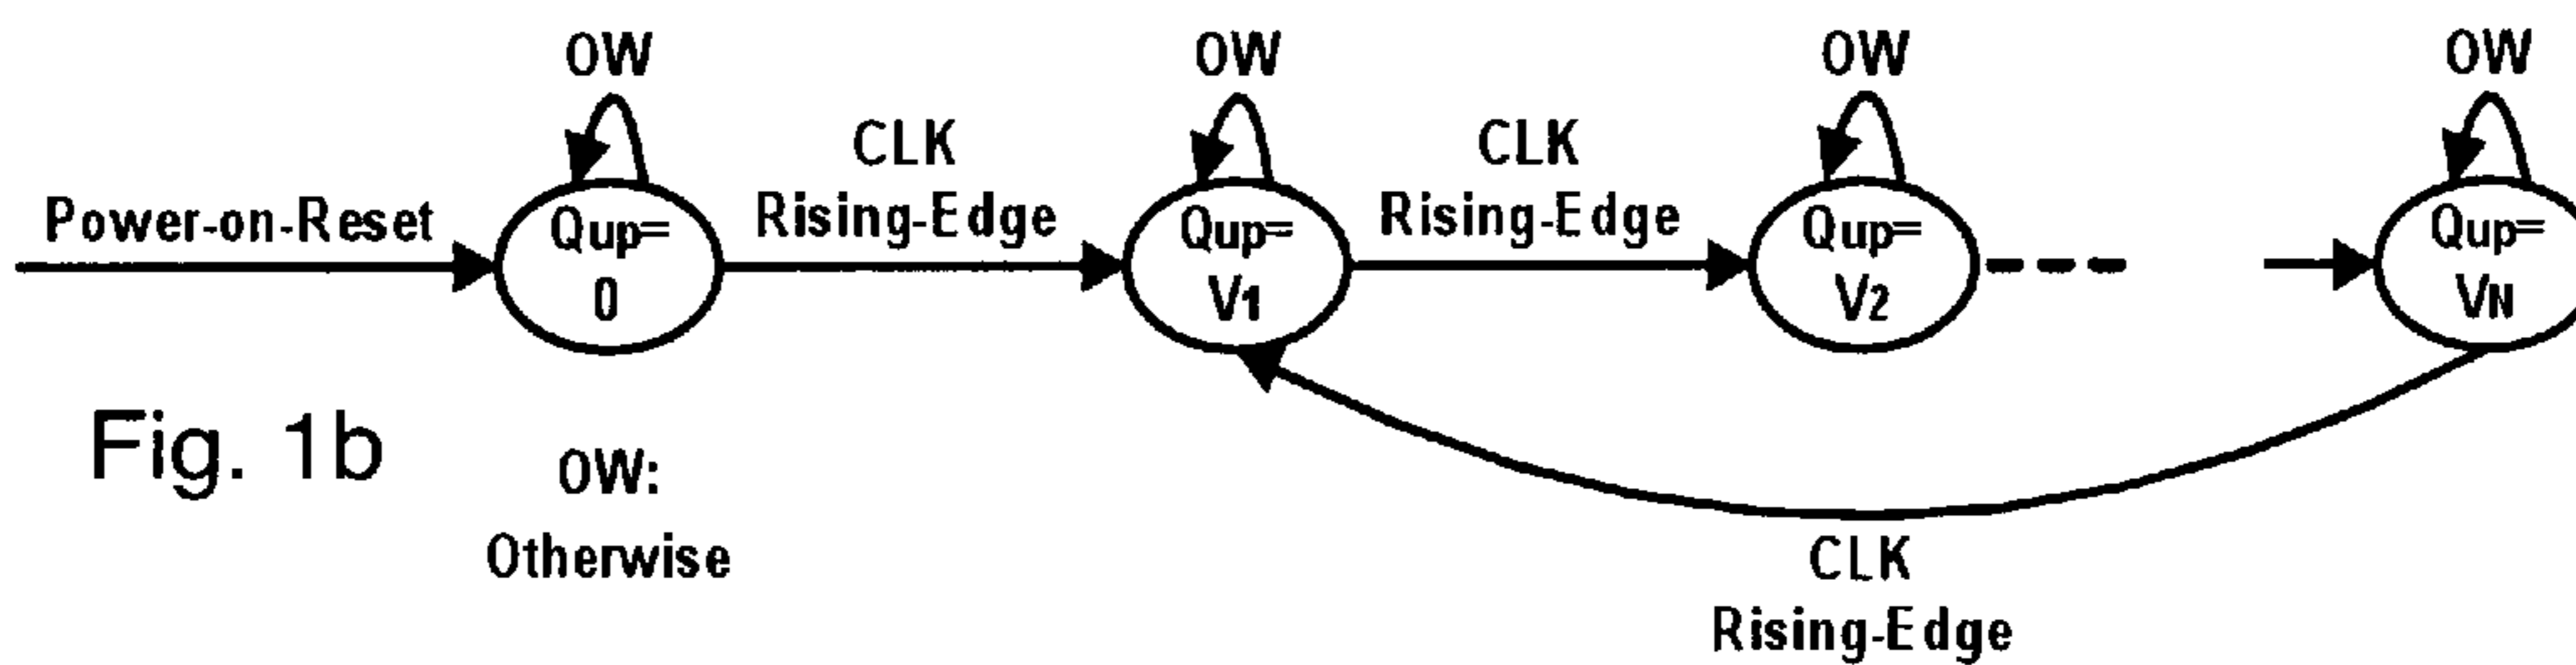 OW
OW
OW
OW
CLK
CLK
Power-on-Reset
Rising-Edge
Rising-Edge
Qup=
0
Qup=
V1
Qup=
V2
Qup=
VN
Fig. 1b
OW:
Otherwise
CLK
Rising-Edge